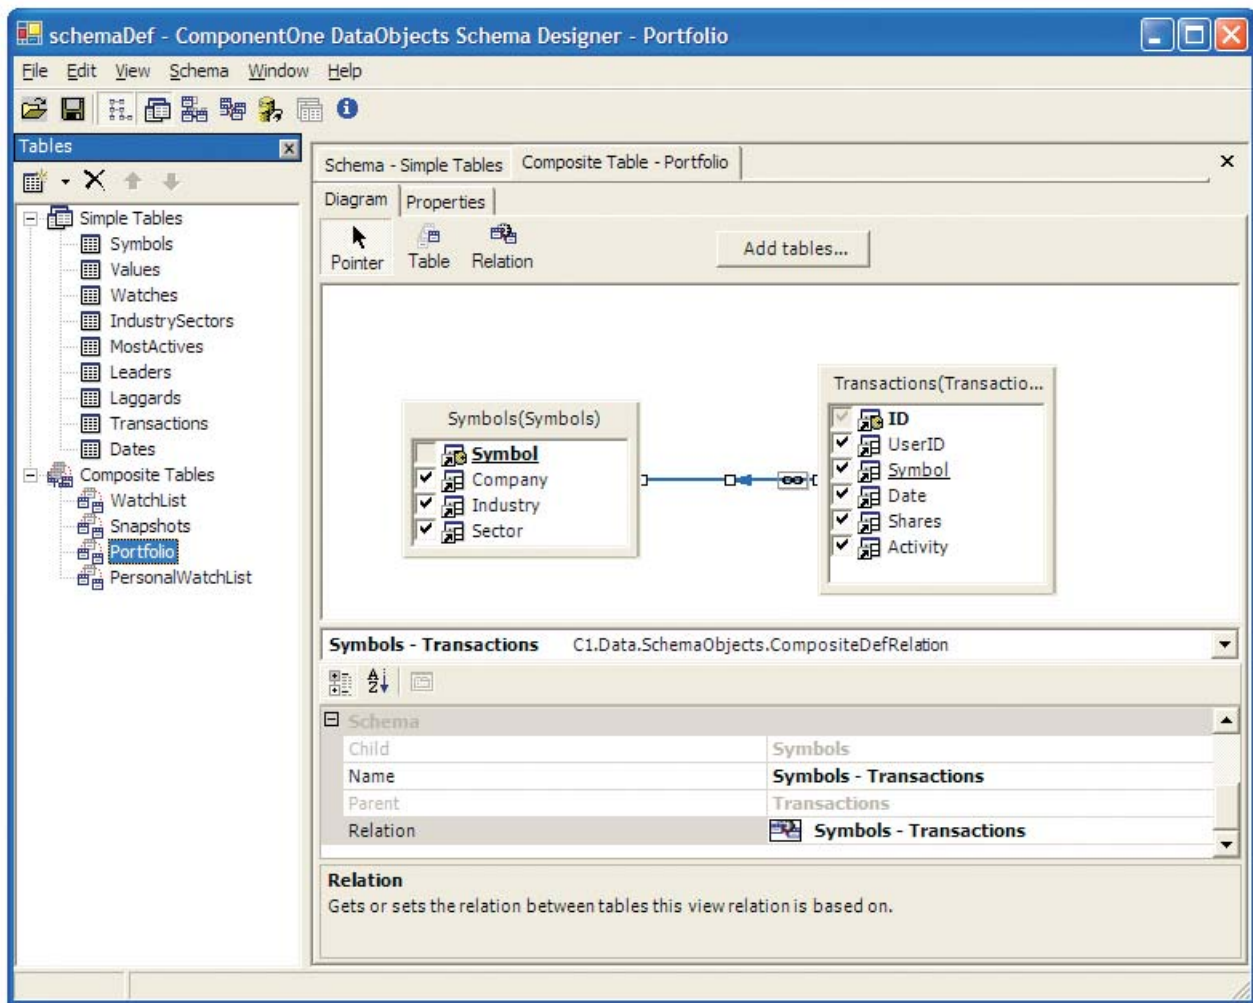 schemaDef - ComponentOne DataObjects Schema Designer - Portfolio
File Edit View Schema Window Help
Tables
Simple Tables
Symbols
Values
Watches
IndustrySectors
MostActives
Leaders
Laggards
Transactions
Dates
Composite Tables
WatchList
Snapshots
Portfolio
PersonalWatchList
Schema - Simple Tables Composite Table - Portfolio
Diagram Properties
Pointer Table Relation Add tables...
Symbols(Symbols)
Symbol
Company
Industry
Sector
Transactions(Transactio...
ID
UserID
Symbol
Date
Shares
Activity
Symbols - Transactions C1.Data.SchemaObjects.CompositeDefRelation
Schema
Child Symbols
Name Symbols - Transactions
Parent Transactions
Relation Symbols - Transactions
Relation
Gets or sets the relation between tables this view relation is based on.